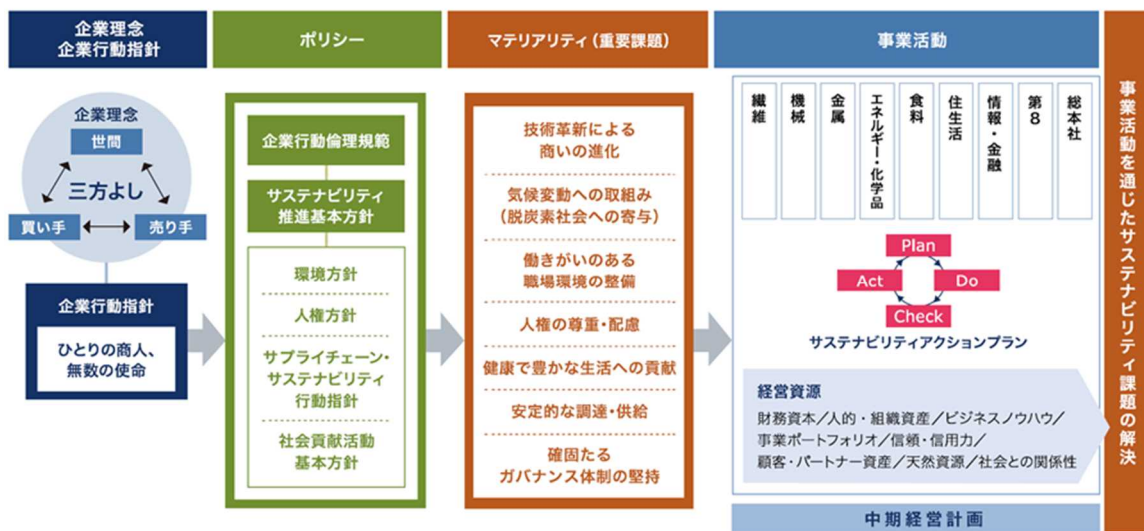 企業理念
企業行動指針
企業理念
世間
三方よし
買い手
売り手
企業行動指針
ひとりの商人、
無数の使命
ポリシー
企業行動倫理規範
サステナビリティ
推進基本方針
環境方針
人権方針
サプライチェーン・
サステナビリティ
行動指針
社会貢献活動
基本方針
マテリアリティ（重要課題）
技術革新による
商いの進化
気候変動への取組み
（脱炭素社会への寄与）
働きがいのある
職場環境の整備
人権の尊重・配慮
健康で豊かな生活への貢献
安定的な調達・供給
確固たる
ガバナンス体制の堅持
事業活動
繊維
機械
金属
エネルギー・化学品
食料
住生活
情報・金融
第8
総本社
Plan
Do
Check
Act
サステナビリティアクションプラン
経営資源
財務資本／人的・組織資産／ビジネスノウハウ／
事業ポートフォリオ／信頼・信用力／
顧客・パートナー資産／天然資源／社会との関係性
中期経営計画
事業活動を通じたサステナビリティ課題の解決